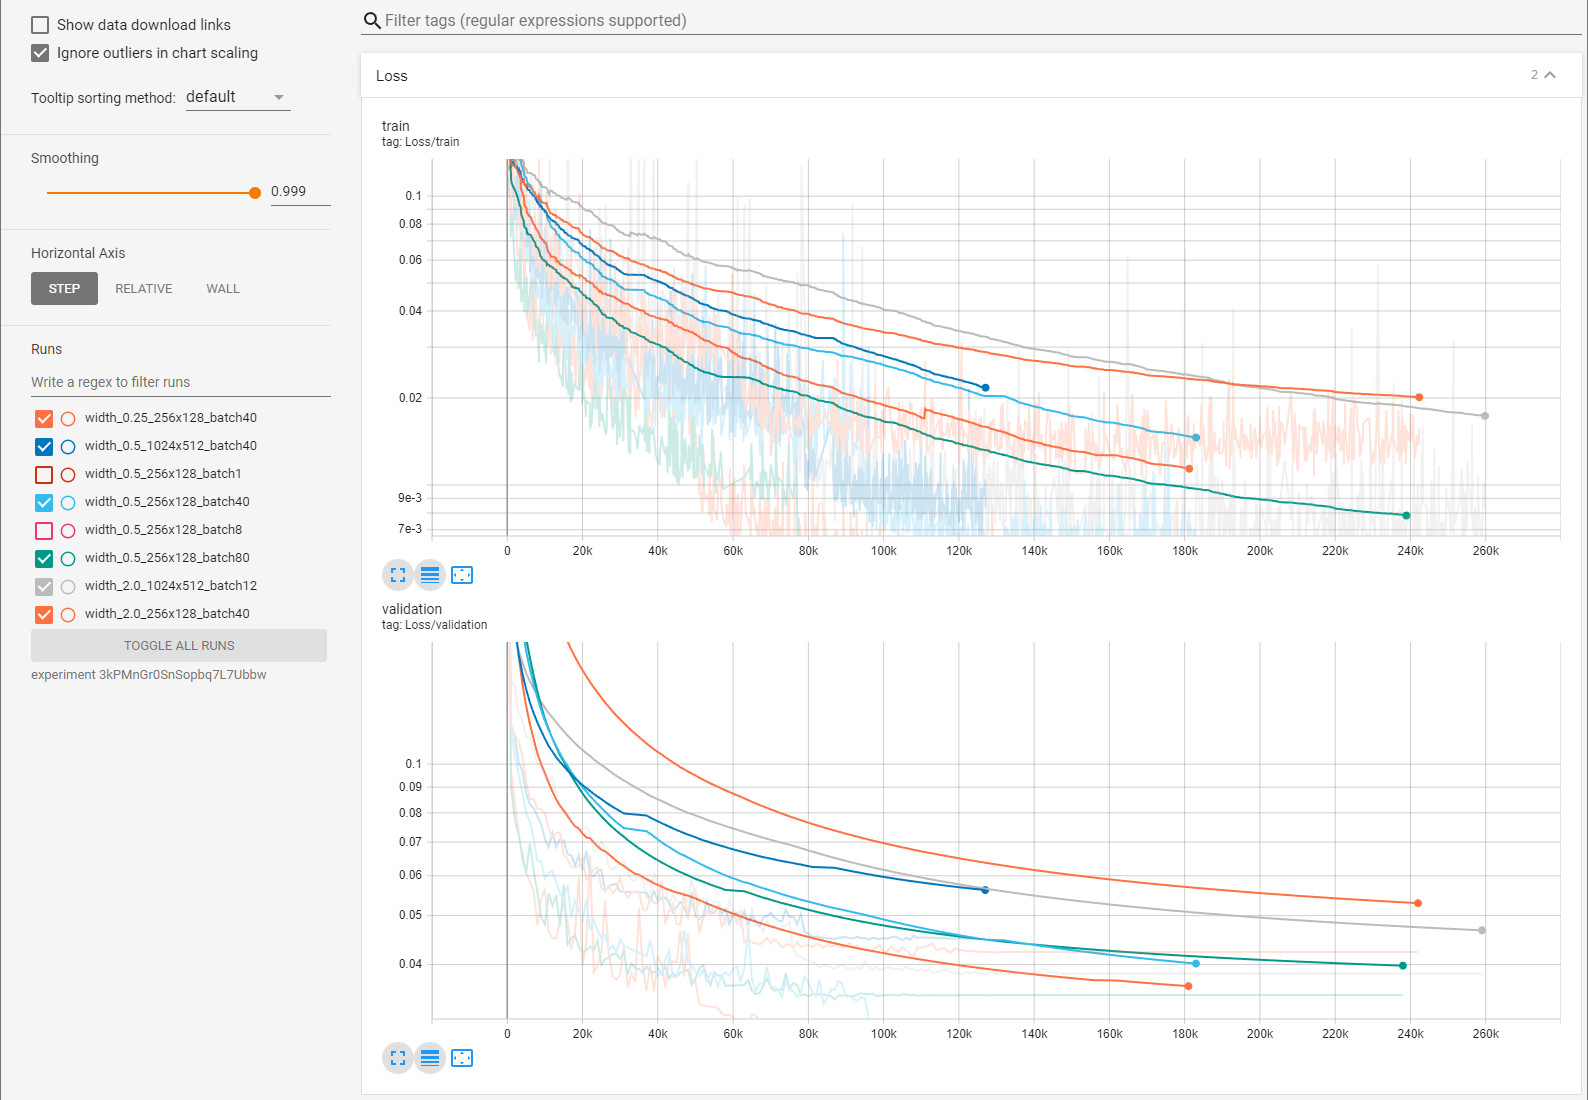 Show data download links
Ignore outliers in chart scaling
Tooltip sorting method: default
Smoothing
0.999
Horizontal Axis
STEP RELATIVE WALL
Runs
Write a regex to filter runs
width_0.25_256x128_batch40
width_0.5_1024x512_batch40
width_0.5_256x128_batch1
width_0.5_256x128_batch40
width_0.5_256x128_batch8
width_0.5_256x128_batch80
width_2.0_1024x512_batch12
width_2.0_256x128_batch40
TOGGLE ALL RUNS
experiment 3kPMnGr0SnSopbq7L7Ubbw
Filter tags (regular expressions supported)
Loss 2
train
tag: Loss/train
0.1
0.08
0.06
0.04
0.02
9e-3
7e-3
0 20k 40k 60k 80k 100k 120k 140k 160k 180k 200k 220k 240k 260k
validation
tag: Loss/validation
0.1
0.09
0.08
0.07
0.06
0.05
0.04
0 20k 40k 60k 80k 100k 120k 140k 160k 180k 200k 220k 240k 260k